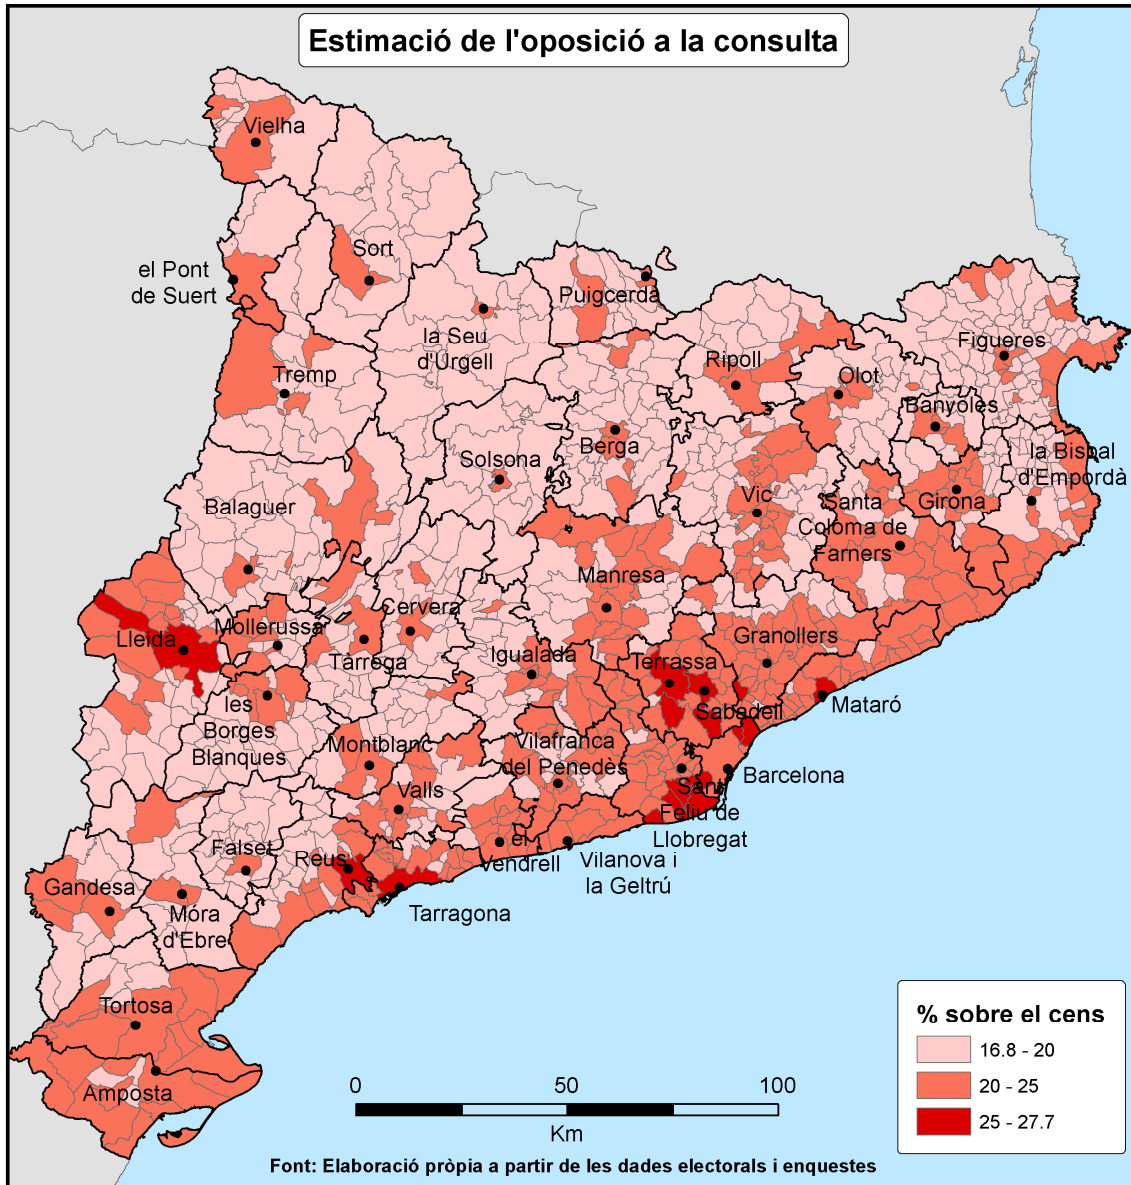 Estimació de l'oposició a la consulta
Vielha
Sort
el Pont
de Suert
Puigcerdà
la Seu
d'Urgell
Figueres
Ripoll
Tremp
Olot
Banyoles
Berga
la Bisbal
d'Empordà
Solsona
Balaguer
Vic
Santa
Coloma de
Farners
Girona
Manresa
Cervera
Mollerussa
Lleida
Tàrrega
Granollers
Igualada
Terrassa
les
Borges
Blanques
Sabadell
Mataró
Montblanc
Vilafranca
del Penedès
Barcelona
Valls
Sant
Feliu de
Llobregat
Falset
Reus
el
Vendrell
Vilanova i
la Geltrú
Gandesa
Móra
d'Ebre
Tarragona
Tortosa
Amposta
% sobre el cens
16.8 - 20
20 - 25
25 - 27.7
0 50 100
Km
Font: Elaboració pròpia a partir de les dades electorals i enquestes